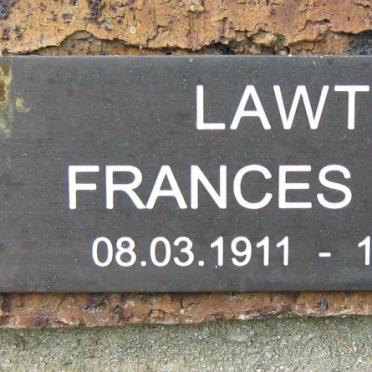 LAWT
FRANCES
08.03.1911 - 1